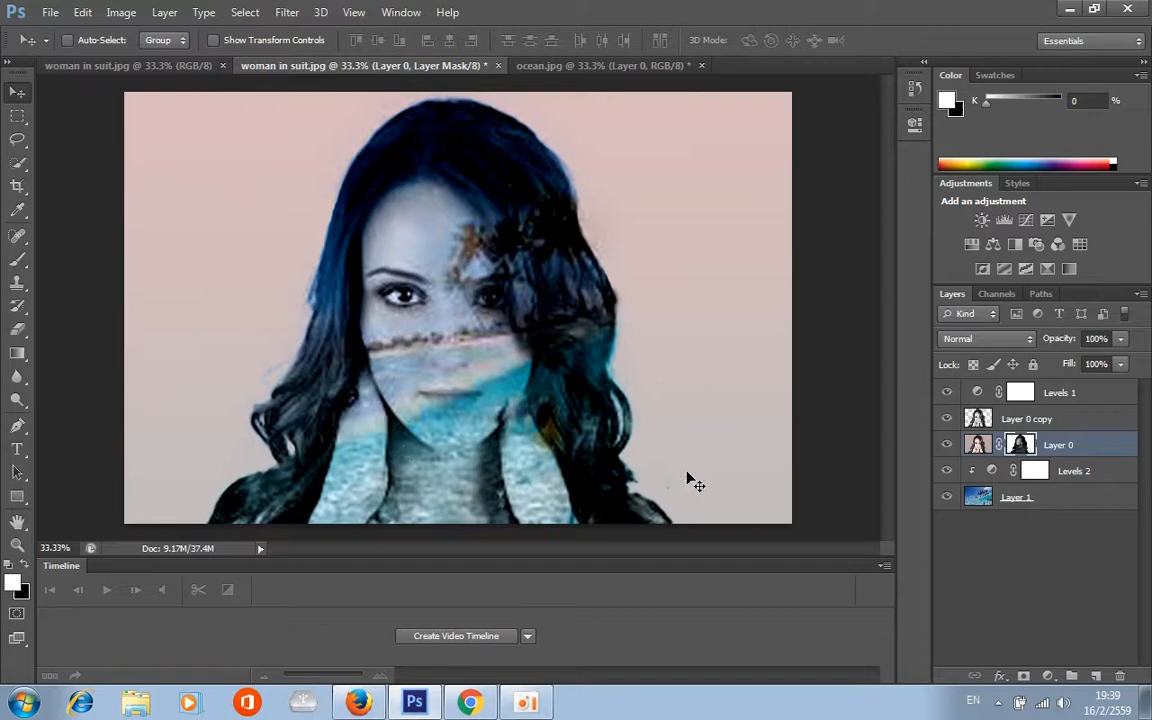 Ps File Edit Image Layer Type Select Filter 3D View Window Help
Auto-Select: Group Show Transform Controls 3D Mode: Essentials
woman in suit.jpg @ 33.3% (RGB/8) × woman in suit.jpg @ 33.3% (Layer 0, Layer Mask/8) * × ocean.jpg @ 33.3% (Layer 0, RGB/8) * ×
Color Swatches
K 0 %
Adjustments Styles
Add an adjustment
Layers Channels Paths
Kind
Normal Opacity: 100%
Lock: Fill: 100%
Levels 1
Layer 0 copy
Layer 0
Levels 2
Layer 1
33.33% Doc: 9.17M/37.4M
Timeline
Create Video Timeline
EN 19:39
16/2/2559